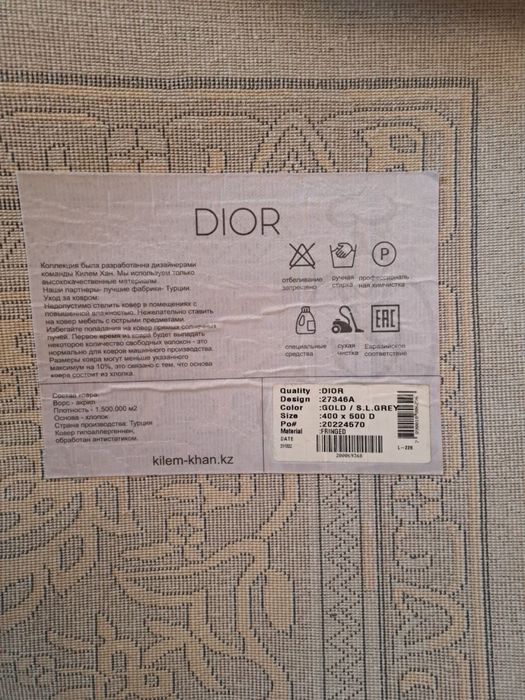 DIOR
Коллекция была разработанна дизайнерами
команды Килем Хан. Мы используем только
высококачественные материалы.
Наши партнеры- лучшие фабрики- Турции.
Уход за ковром:
Недопустимо стелить ковер в помещениях с
повышенной влажностью. Нежелательно ставить
на ковер мебель с острыми предметами.
Избегайте попадания на ковер прямых солнечных
лучей. Первое время из ковра будет выпадать
некоторое количество свободных волокон - это
нормально для ковров машинного производства.
Размеры ковра могут меньше указанного
максимум на 10%, это связано с тем, что основа
ковра состоит из хлопка.
отбеливание
запрещено
ручная
стирка
профессиональ
ная химчистка
P
специальные
средства
сухая
чистка
Евразийское
соответствие
EAC
Состав ковра:
Ворс - акрил
Плотность - 1.500.000 м2
Основа - хлопок
Страна производства: Турция
Ковер гипоаллергенен,
обработан антистатиком.
kilem-khan.kz
Quality :DIOR
Design :27346A
Color :GOLD / S.L.GREY
Size :400 x 500 D
Po# :20224670
Material :FRINGED
DATE
L-226